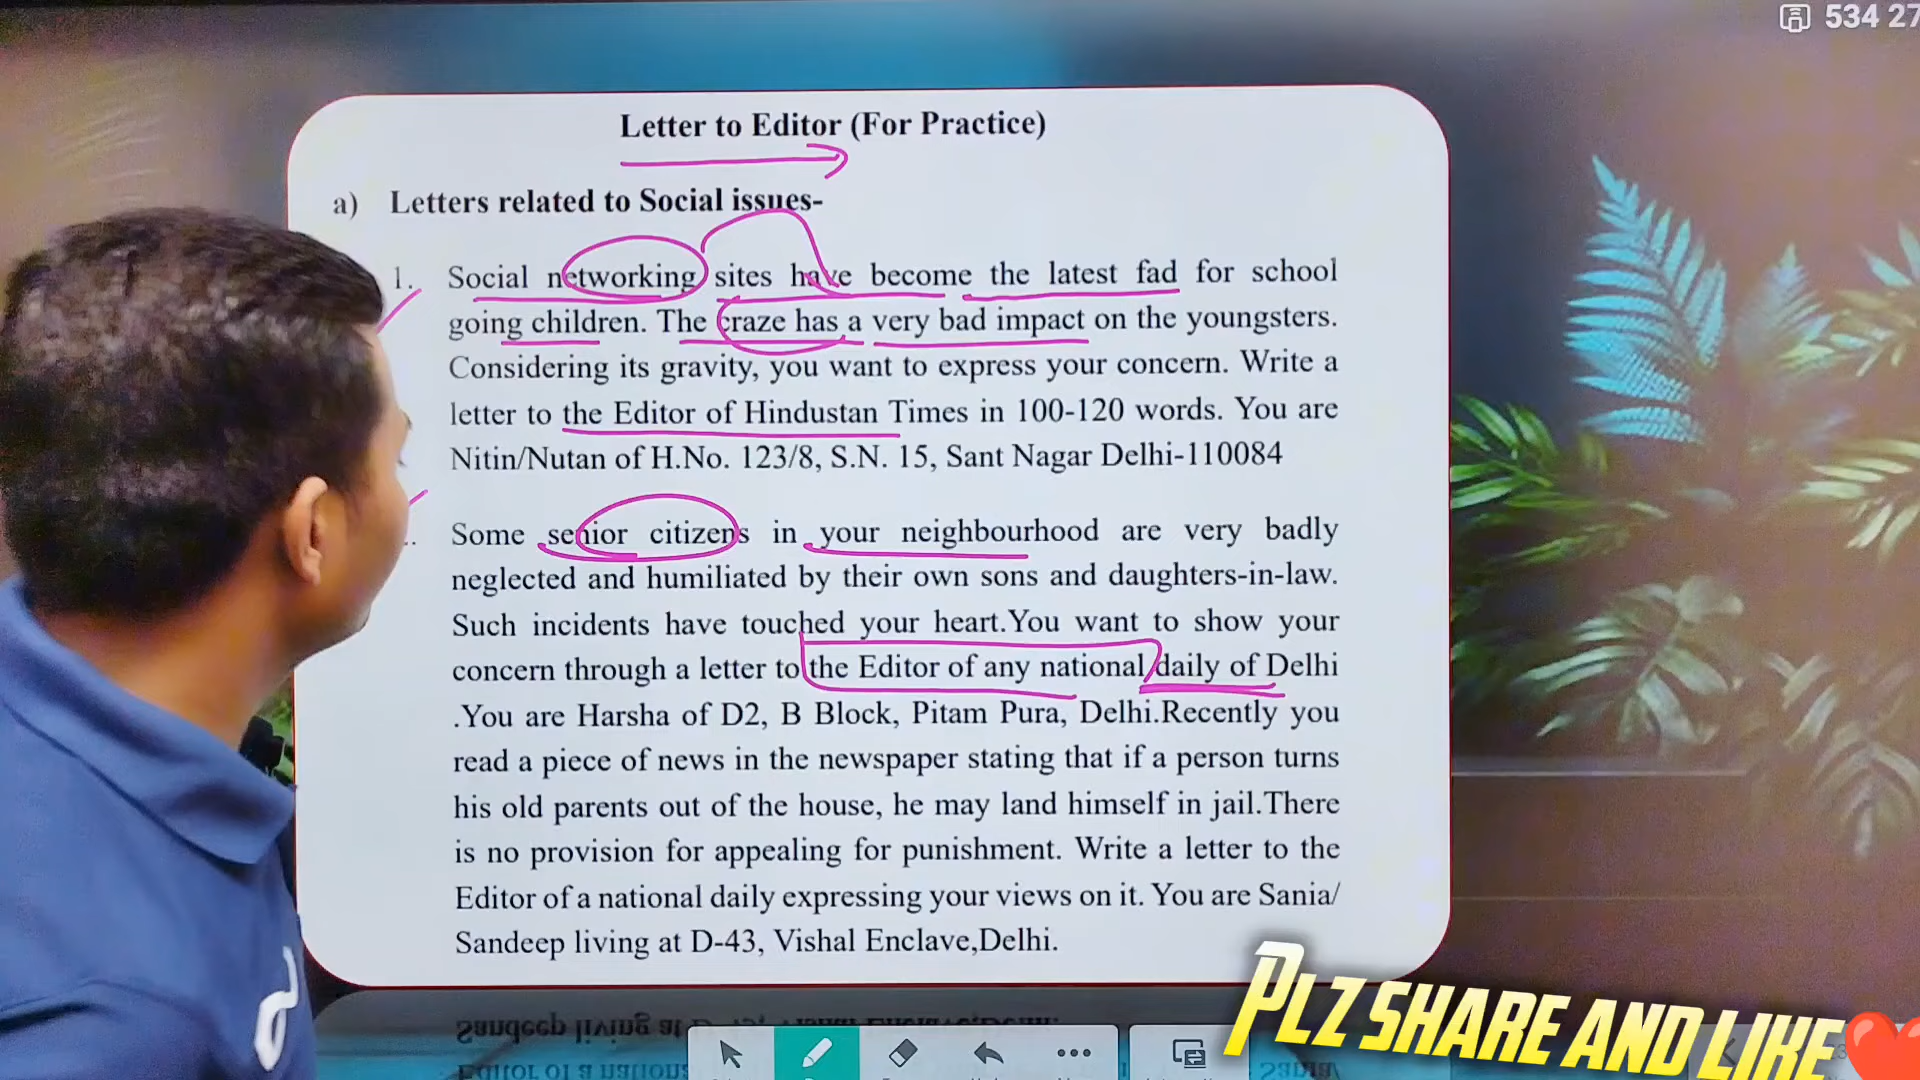 534 27
Letter to Editor (For Practice)
a) Letters related to Social issues-
1. Social networking sites have become the latest fad for school
going children. The craze has a very bad impact on the youngsters.
Considering its gravity, you want to express your concern. Write a
letter to the Editor of Hindustan Times in 100-120 words. You are
Nitin/Nutan of H.No. 123/8, S.N. 15, Sant Nagar Delhi-110084
Some senior citizens in your neighbourhood are very badly
neglected and humiliated by their own sons and daughters-in-law.
Such incidents have touched your heart.You want to show your
concern through a letter to the Editor of any national daily of Delhi
.You are Harsha of D2, B Block, Pitam Pura, Delhi.Recently you
read a piece of news in the newspaper stating that if a person turns
his old parents out of the house, he may land himself in jail.There
is no provision for appealing for punishment. Write a letter to the
Editor of a national daily expressing your views on it. You are Sania/
Sandeep living at D-43, Vishal Enclave,Delhi.
PLZ SHARE AND LIKE